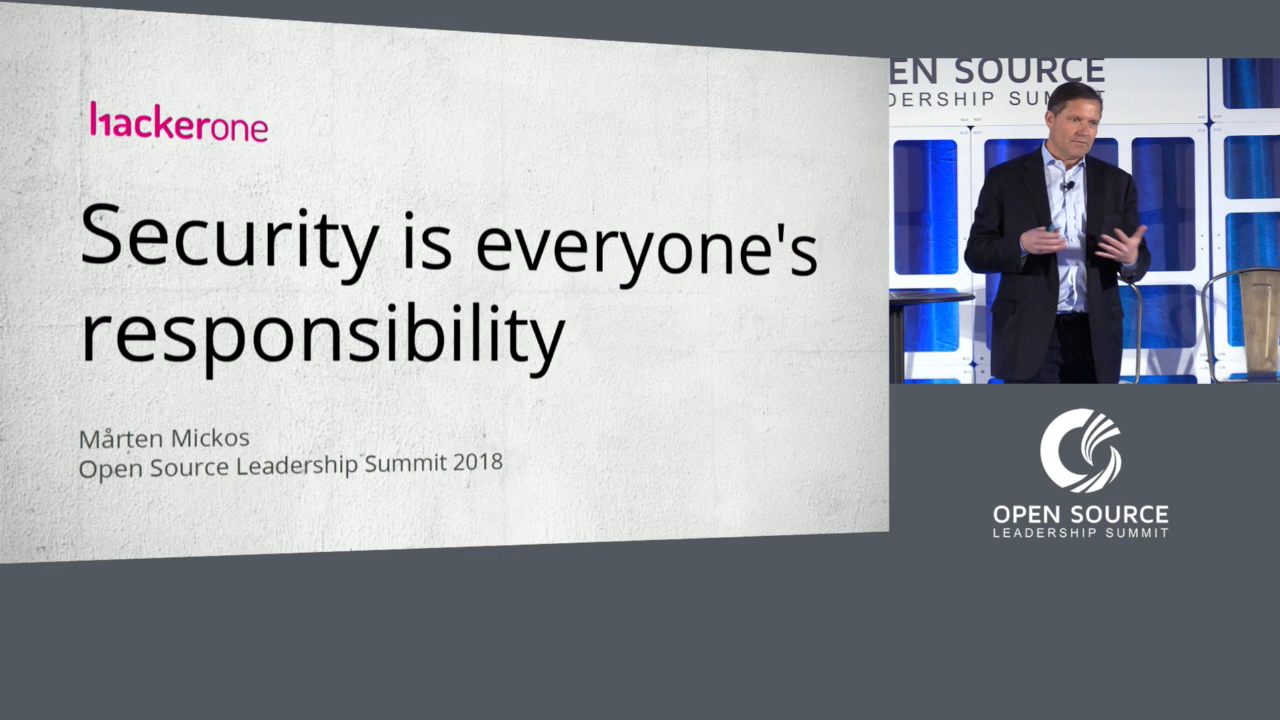 hackerone
Security is everyone's
responsibility
Mårten Mickos
Open Source Leadership Summit 2018
EN SOURCE
DERSHIP SUM
OPEN SOURCE
LEADERSHIP SUMMIT